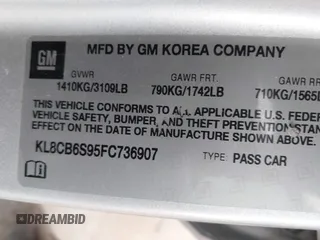 GM
MFD BY GM KOREA COMPANY
GVWR GAWR FRT. GAWR RR
1410KG/3109LB 790KG/1742LB 710KG/1565L
THIS VEHICLE CONFORMS TO ALL APPLICABLE U.S. FEDER
VEHICLE SAFETY, BUMPER, AND THEFT PREVENTION STAN
IN EFFECT ON THE DATE OF MANUFACTURE SHOWN ABOVE.
KL8CB6S95FC736907 TYPE: PASS CAR
DREAMBID